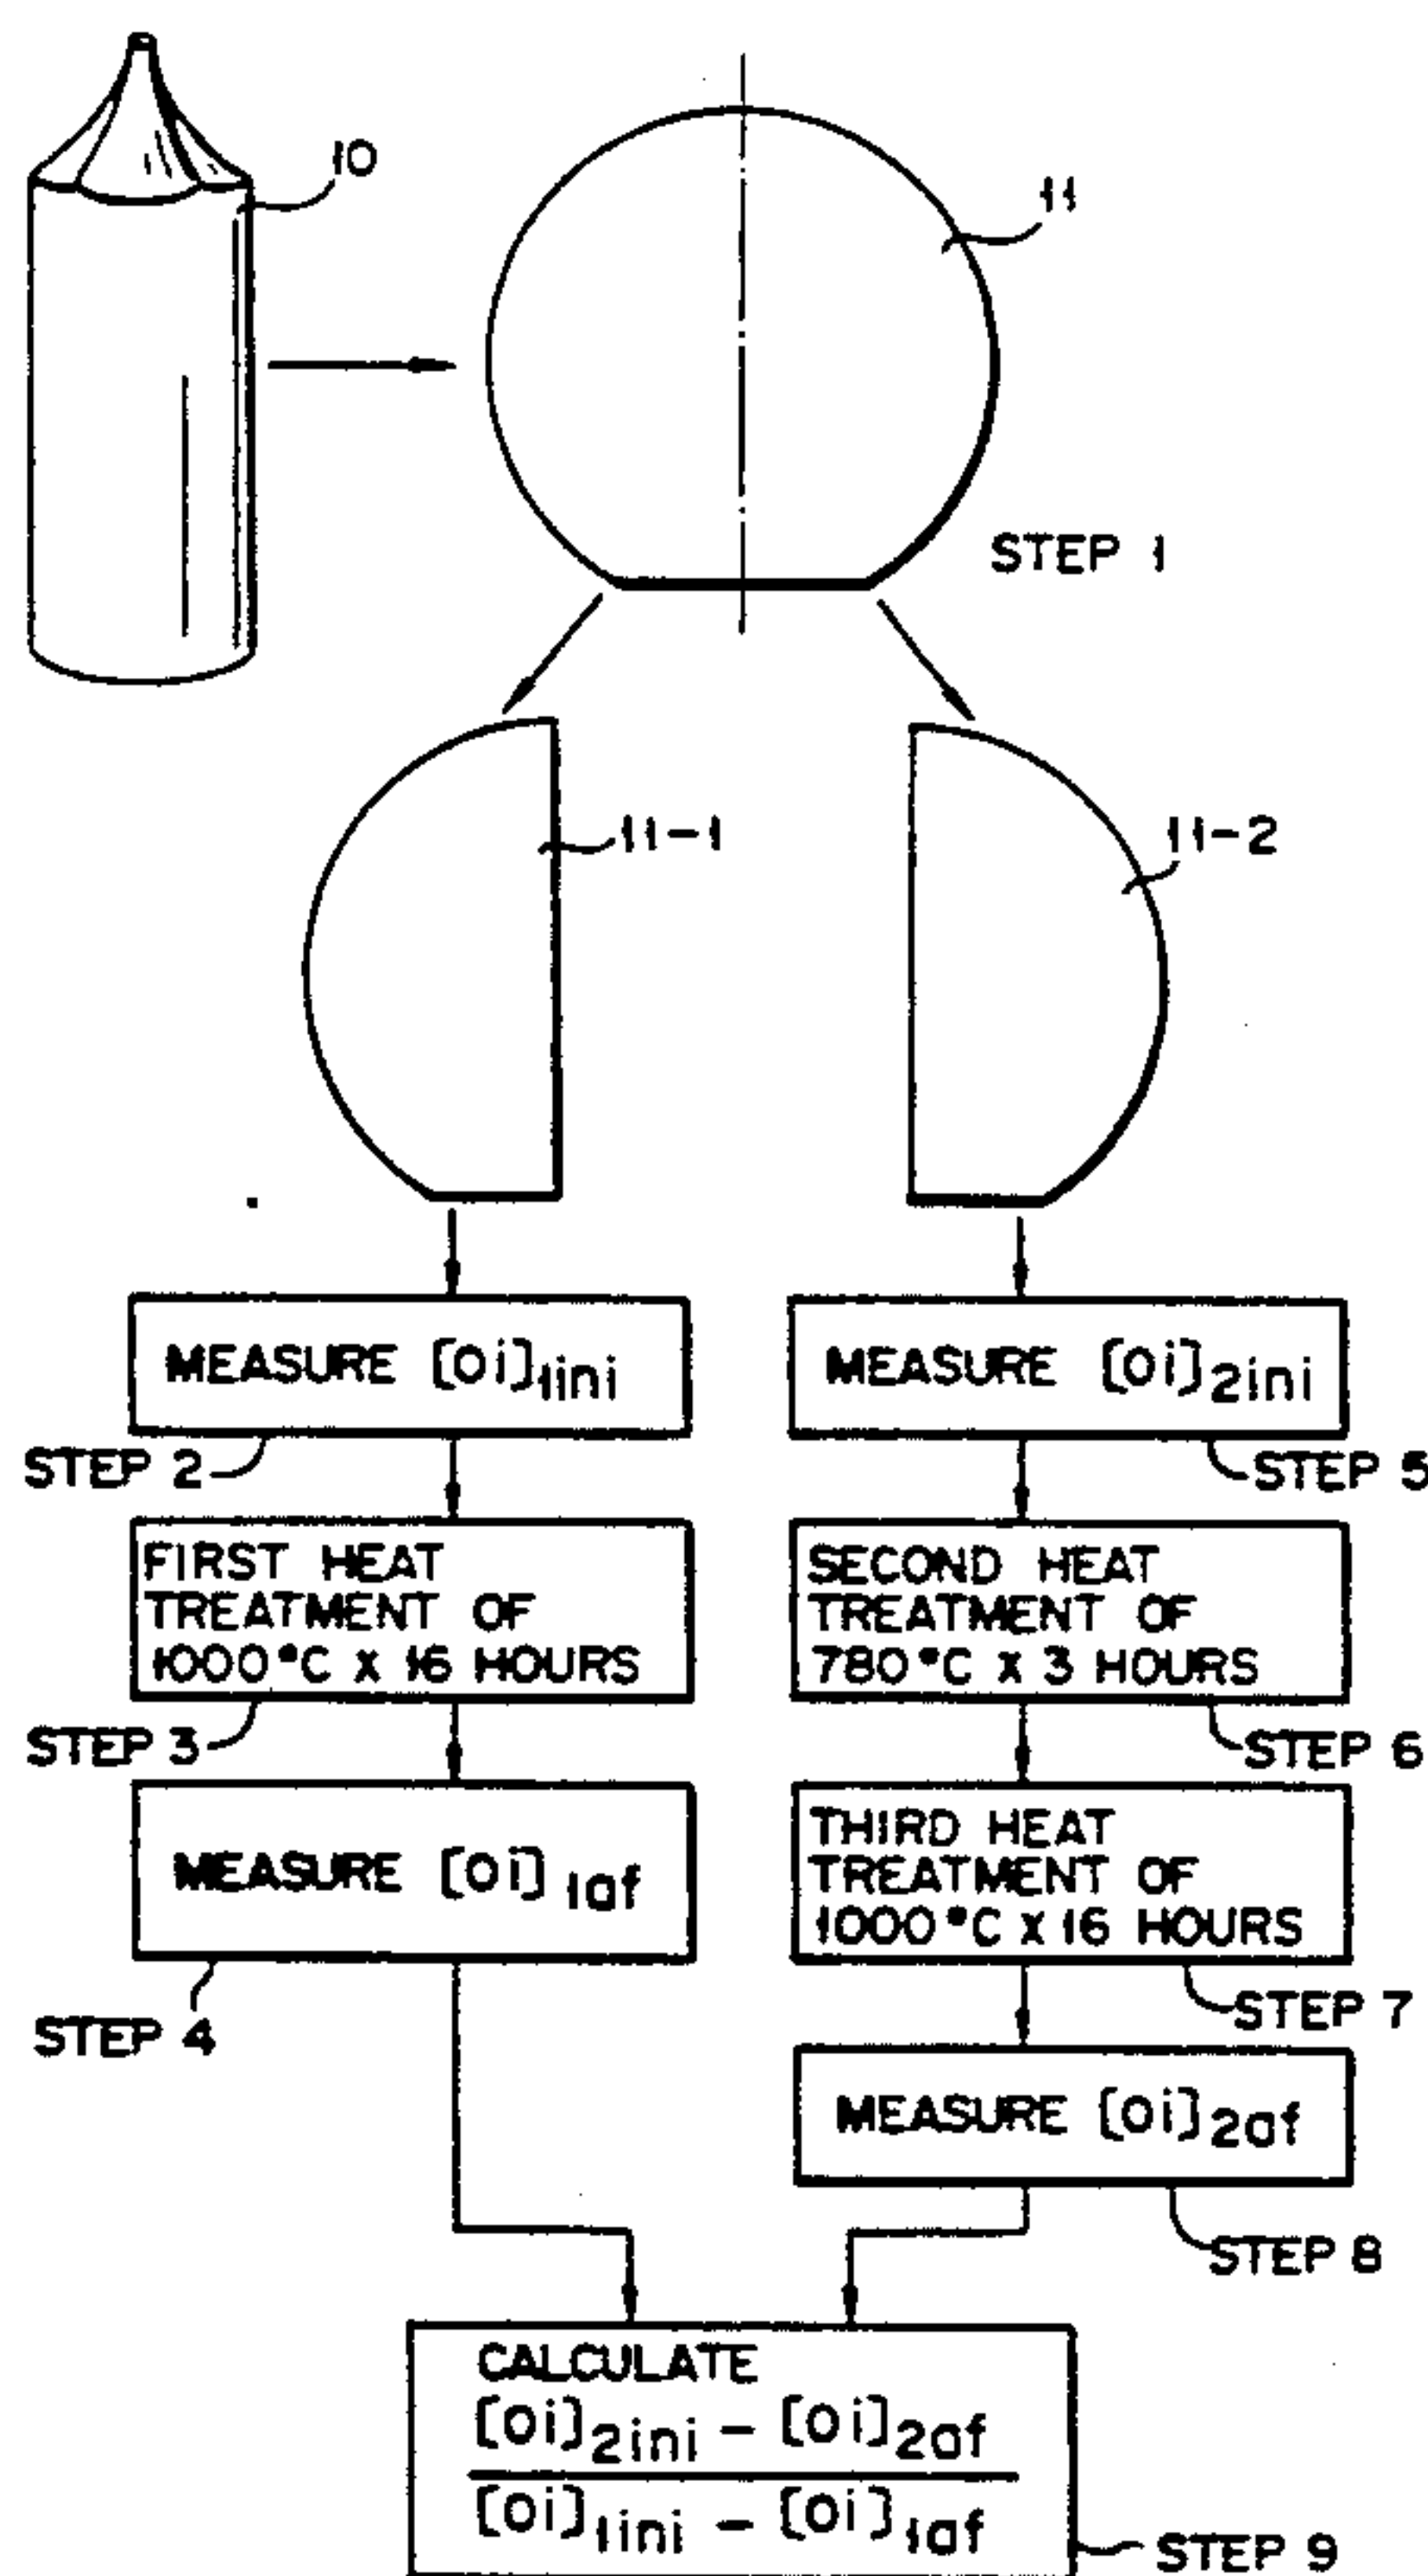 10
11
STEP 1
11-1
11-2
MEASURE [Oi]1ini
STEP 2
FIRST HEAT
TREATMENT OF
1000°C x 16 HOURS
STEP 3
MEASURE [Oi]1af
STEP 4
MEASURE [Oi]2ini
STEP 5
SECOND HEAT
TREATMENT OF
780°C x 3 HOURS
STEP 6
THIRD HEAT
TREATMENT OF
1000°C x 16 HOURS
STEP 7
MEASURE [Oi]2af
STEP 8
CALCULATE
[Oi]2ini - [Oi]2af
[Oi]1ini - [Oi]1af
STEP 9